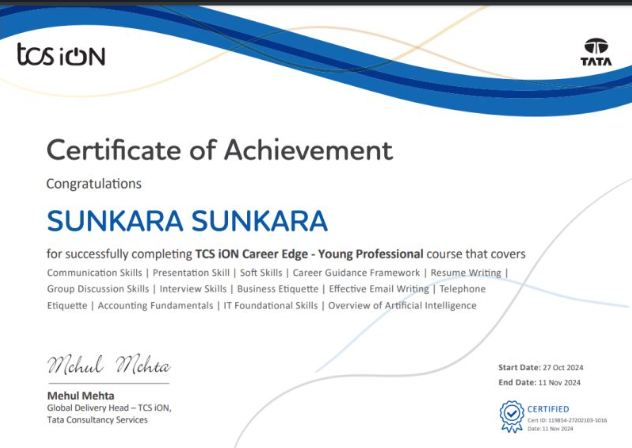 tcs iON
TATA
Certificate of Achievement
Congratulations
SUNKARA SUNKARA
for successfully completing TCS iON Career Edge - Young Professional course that covers
Communication Skills | Presentation Skill | Soft Skills | Career Guidance Framework | Resume Writing |
Group Discussion Skills | Interview Skills | Business Etiquette | Effective Email Writing | Telephone
Etiquette | Accounting Fundamentals | IT Foundational Skills | Overview of Artificial Intelligence
Mehul Mehta
Mehul Mehta
Global Delivery Head – TCS iON,
Tata Consultancy Services
Start Date: 27 Oct 2024
End Date: 11 Nov 2024
CERTIFIED
Cert ID: 119854-27202103-1016
Date: 11 Nov 2024